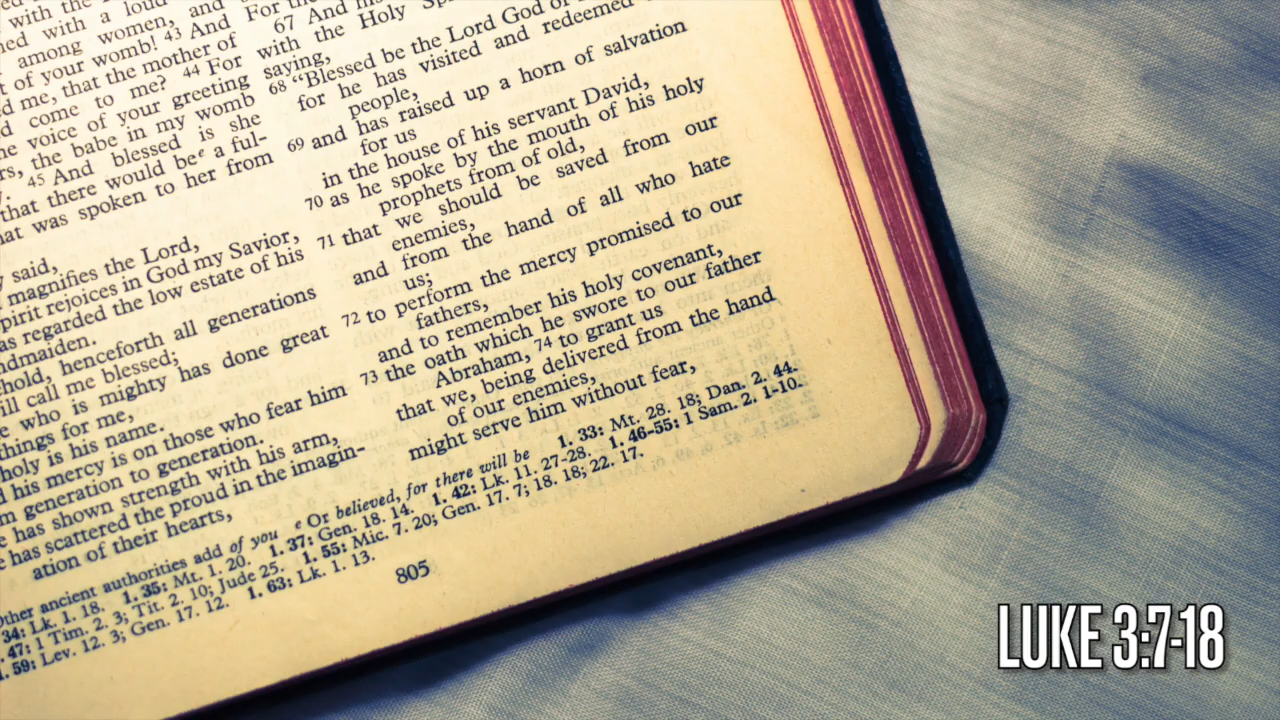 with the
with a loud
among women, and
of your womb! 43 And
me, that the mother of
come to me? 44 For
voice of your greeting
the babe in my womb
45 And blessed is she
that there would be e a ful-
was spoken to her from
said,
magnifies the Lord,
spirit rejoices in God my Savior,
regarded the low estate of his
henceforth all generations
call me blessed;
who is mighty has done great
things for me,
holy is his name.
his mercy is on those who fear him
generation to generation.
has shown strength with his arm,
has scattered the proud in the imagin-
ation of their hearts,
For the
67 And his
with the Holy
saying,
68 “Blessed be the Lord God of
for he has visited and redeemed
people,
69 and has raised up a horn of salvation
for us
in the house of his servant David,
70 as he spoke by the mouth of his holy
prophets from of old,
71 that we should be saved from our
enemies,
and from the hand of all who hate
us;
72 to perform the mercy promised to our
fathers,
and to remember his holy covenant,
73 the oath which he swore to our father
Abraham, 74 to grant us
that we, being delivered from the hand
of our enemies,
might serve him without fear,
Other ancient authorities add of you e Or believed, for there will be 1. 33: Mt. 28. 18; Dan. 2. 44.
34: Lk. 1. 18. 1. 35: Mt. 1. 20. 1. 37: Gen. 18. 14. 1. 42: Lk. 11. 27-28. 1. 46-55: 1 Sam. 2. 1-10.
47: 1 Tim. 2. 3; Tit. 2. 10; Jude 25. 1. 55: Mic. 7. 20; Gen. 17. 7; 18. 18; 22. 17.
59: Lev. 12. 3; Gen. 17. 12. 1. 63: Lk. 1. 13.
805
LUKE 3:7-18